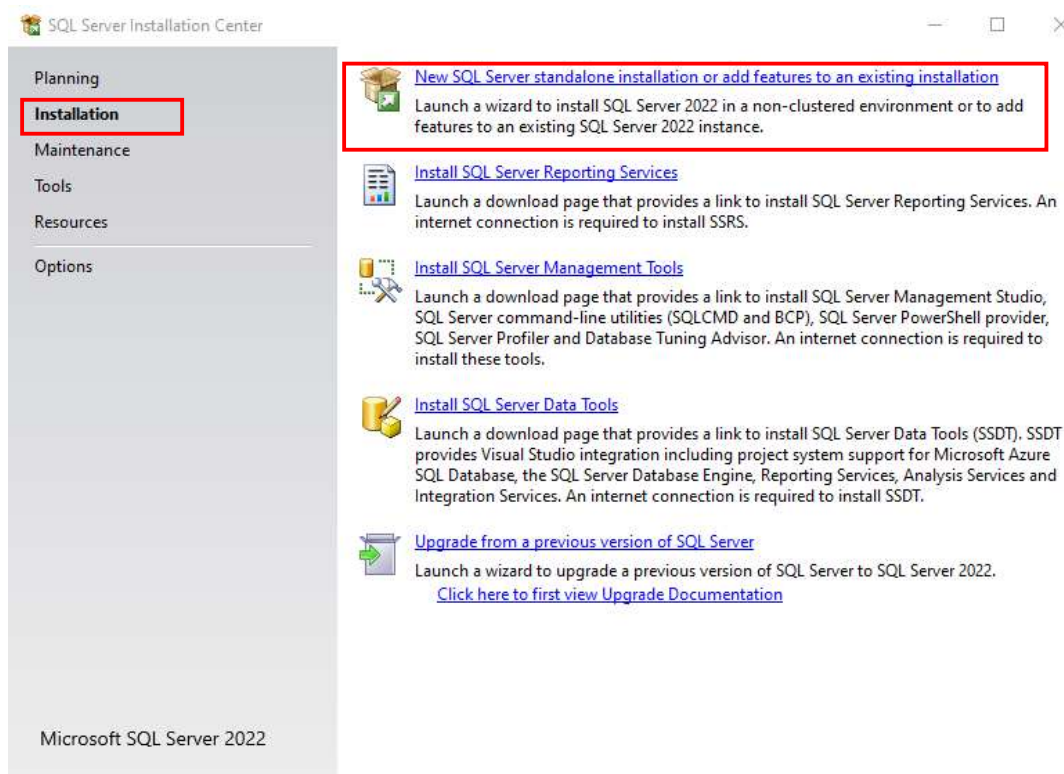 SQL Server Installation Center
Planning
Installation
Maintenance
Tools
Resources
Options
Microsoft SQL Server 2022
New SQL Server standalone installation or add features to an existing installation
Launch a wizard to install SQL Server 2022 in a non-clustered environment or to add
features to an existing SQL Server 2022 instance.
Install SQL Server Reporting Services
Launch a download page that provides a link to install SQL Server Reporting Services. An
internet connection is required to install SSRS.
Install SQL Server Management Tools
Launch a download page that provides a link to install SQL Server Management Studio,
SQL Server command-line utilities (SQLCMD and BCP), SQL Server PowerShell provider,
SQL Server Profiler and Database Tuning Advisor. An internet connection is required to
install these tools.
Install SQL Server Data Tools
Launch a download page that provides a link to install SQL Server Data Tools (SSDT). SSDT
provides Visual Studio integration including project system support for Microsoft Azure
SQL Database, the SQL Server Database Engine, Reporting Services, Analysis Services and
Integration Services. An internet connection is required to install SSDT.
Upgrade from a previous version of SQL Server
Launch a wizard to upgrade a previous version of SQL Server to SQL Server 2022.
Click here to first view Upgrade Documentation